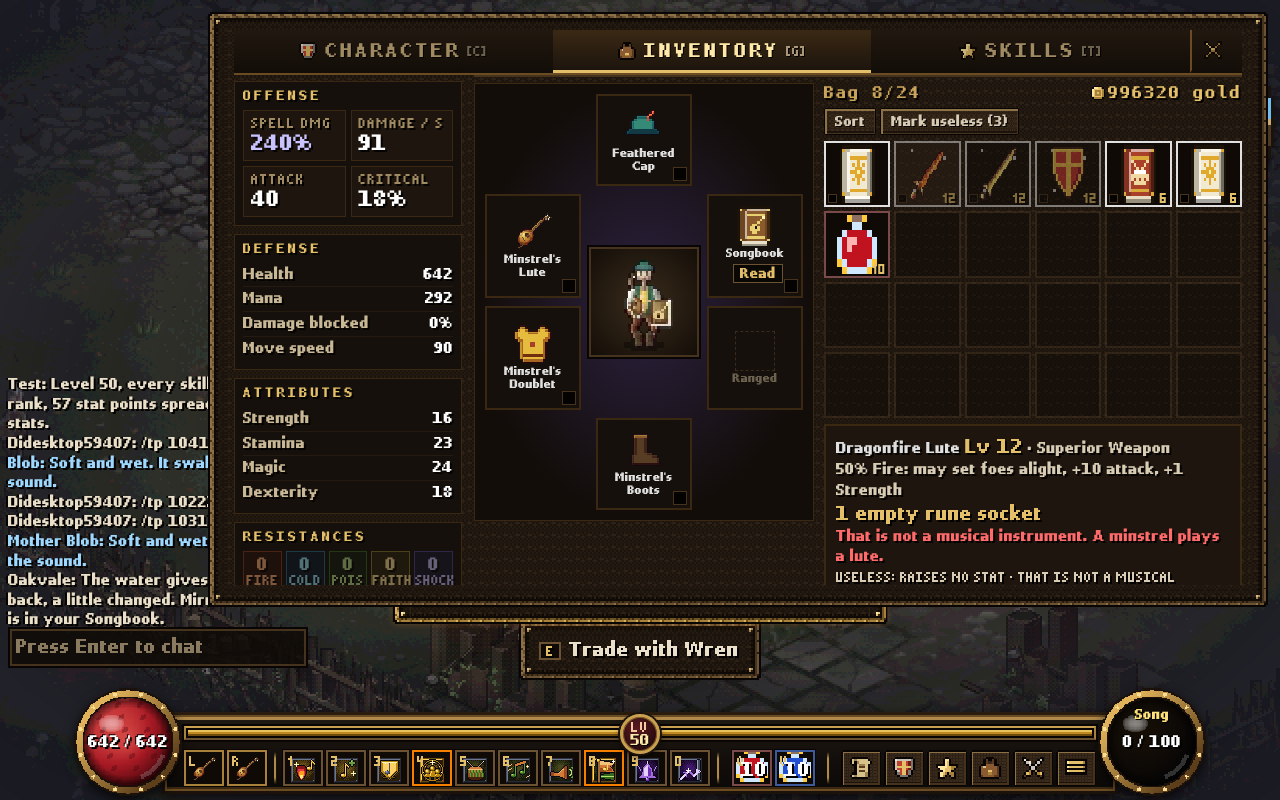 CHARACTER [C]
INVENTORY [G]
SKILLS [T]
OFFENSE
SPELL DMG
240%
DAMAGE / S
91
ATTACK
40
CRITICAL
18%
DEFENSE
Health 642
Mana 292
Damage blocked 0%
Move speed 90
ATTRIBUTES
Strength 16
Stamina 23
Magic 24
Dexterity 18
RESISTANCES
0 0 0 0 0
FIRE COLD POIS FAITH SHOCK
Feathered
Cap
Minstrel's
Lute
Songbook
Read
Minstrel's
Doublet
Ranged
Minstrel's
Boots
Bag 8/24
996320 gold
Sort
Mark useless (3)
12 12 12 6 6
10
Dragonfire Lute Lv 12 · Superior Weapon
50% Fire: may set foes alight, +10 attack, +1
Strength
1 empty rune socket
That is not a musical instrument. A minstrel plays
a lute.
USELESS: RAISES NO STAT · THAT IS NOT A MUSICAL
Test: Level 50, every skil
rank, 57 stat points sprea
stats.
Didesktop59407: /tp 1041
Blob: Soft and wet. It swal
sound.
Didesktop59407: /tp 1022
Didesktop59407: /tp 1031
Mother Blob: Soft and wet
the sound.
Oakvale: The water gives
back, a little changed. Mir
is in your Songbook.
Press Enter to chat
E Trade with Wren
642 / 642
LV
50
Song
0 / 100
L R 1 2 3 4 5 6 7 8 9 0 10 10